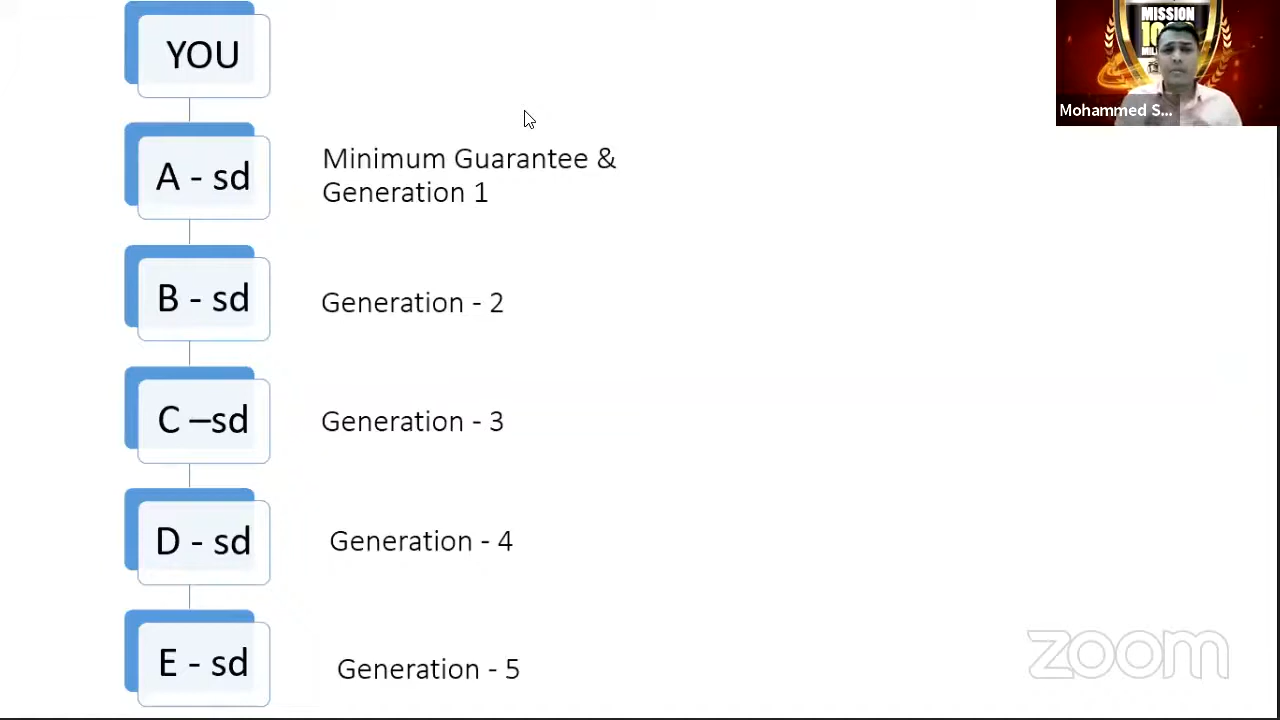 YOU
MISSION
Mohammed S...
A - sd
Minimum Guarantee &
Generation 1
B - sd
Generation - 2
C –sd
Generation - 3
D - sd
Generation - 4
E - sd
Generation - 5
zoom